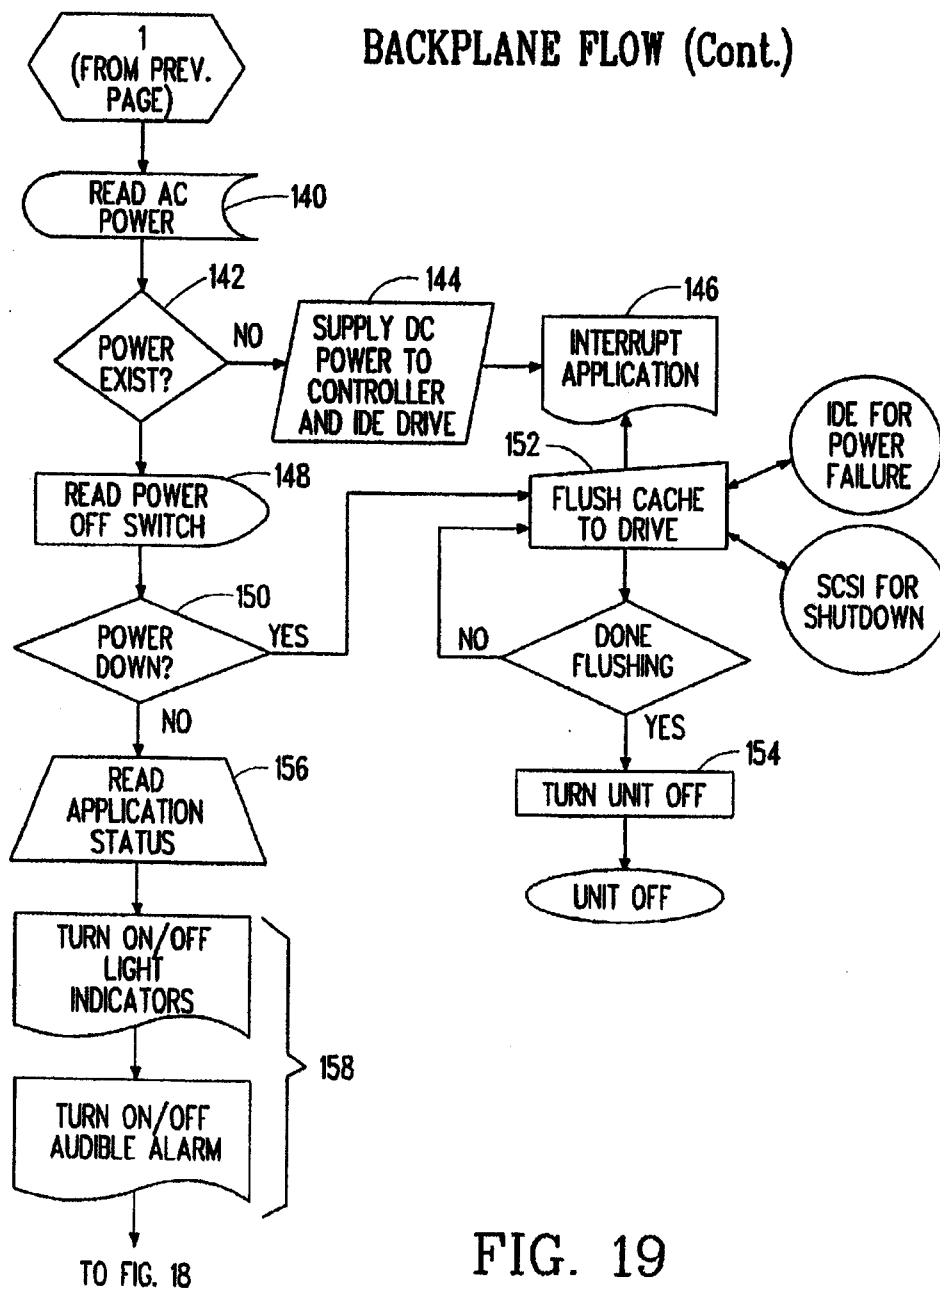 BACKPLANE FLOW (Cont.)
1
(FROM PREV.
PAGE)
READ AC
POWER
140
142
POWER
EXIST?
NO
144
SUPPLY DC
POWER TO
CONTROLLER
AND IDE DRIVE
146
INTERRUPT
APPLICATION
148
READ POWER
OFF SWITCH
152
FLUSH CACHE
TO DRIVE
IDE FOR
POWER
FAILURE
SCSI FOR
SHUTDOWN
150
POWER
DOWN?
YES
NO
NO
DONE
FLUSHING
YES
154
TURN UNIT OFF
UNIT OFF
156
READ
APPLICATION
STATUS
TURN ON/OFF
LIGHT
INDICATORS
158
TURN ON/OFF
AUDIBLE ALARM
TO FIG. 18
FIG. 19